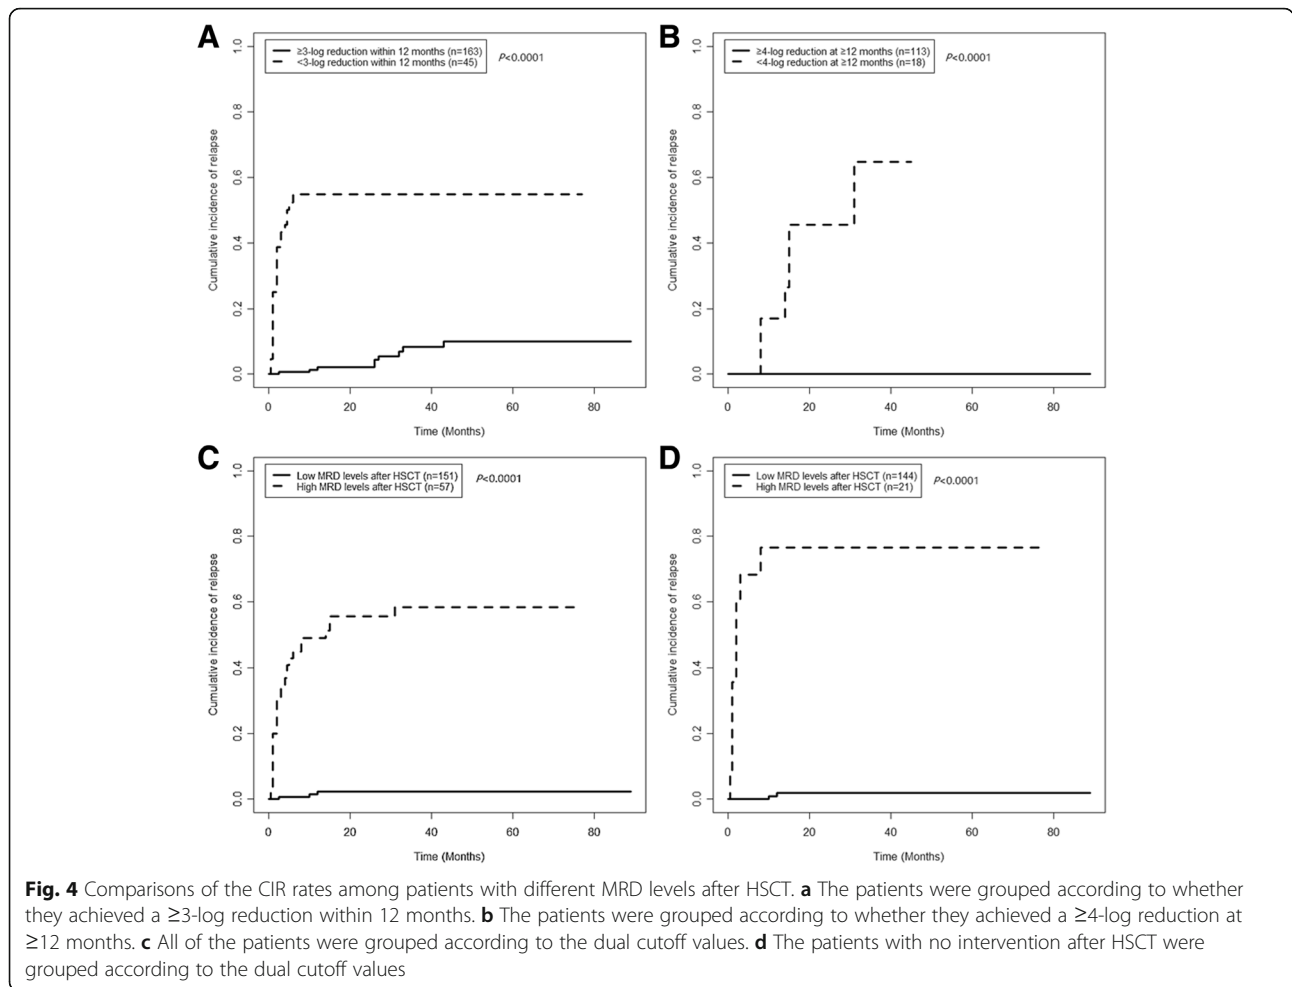 A
≥3-log reduction within 12 months (n=163)
<3-log reduction within 12 months (n=45)
P<0.0001
Cumulative incidence of relapse
0.0 0.2 0.4 0.6 0.8 1.0
0 20 40 60 80
Time (Months)
B
≥4-log reduction at ≥12 months (n=113)
<4-log reduction at ≥12 months (n=18)
P<0.0001
Cumulative incidence of relapse
0.0 0.2 0.4 0.6 0.8 1.0
0 20 40 60 80
Time (Months)
C
Low MRD levels after HSCT (n=151)
High MRD levels after HSCT (n=57)
P<0.0001
Cumulative incidence of relapse
0.0 0.2 0.4 0.6 0.8 1.0
0 20 40 60 80
Time (Months)
D
Low MRD levels after HSCT (n=144)
High MRD levels after HSCT (n=21)
P<0.0001
Cumulative incidence of relapse
0.0 0.2 0.4 0.6 0.8 1.0
0 20 40 60 80
Time (Months)
Fig. 4 Comparisons of the CIR rates among patients with different MRD levels after HSCT. a The patients were grouped according to whether
they achieved a ≥3-log reduction within 12 months. b The patients were grouped according to whether they achieved a ≥4-log reduction at
≥12 months. c All of the patients were grouped according to the dual cutoff values. d The patients with no intervention after HSCT were
grouped according to the dual cutoff values